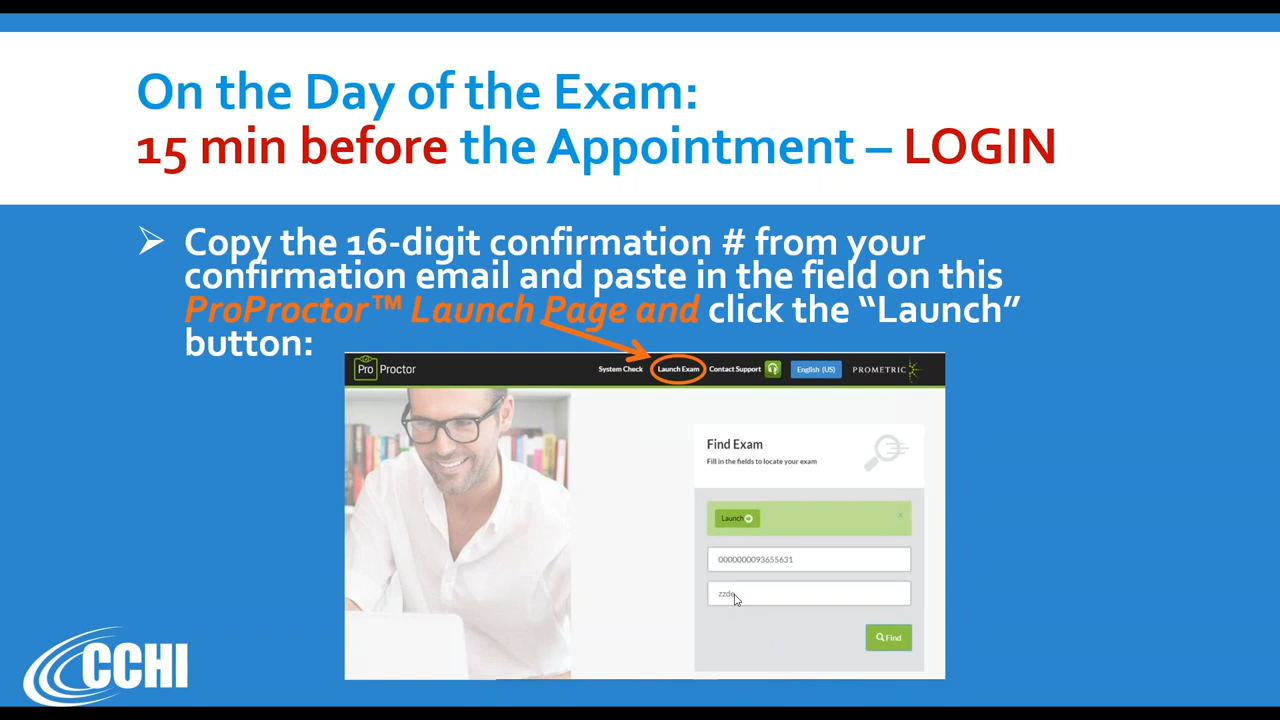 On the Day of the Exam:
15 min before the Appointment – LOGIN
Copy the 16-digit confirmation # from your
confirmation email and paste in the field on this
ProProctor™ Launch Page and click the “Launch”
button:
Pro Proctor
System Check Launch Exam Contact Support English (US) PROMETRIC
Find Exam
Fill in the fields to locate your exam
Launch
×
0000000093655631
zzde
Find
CCHI